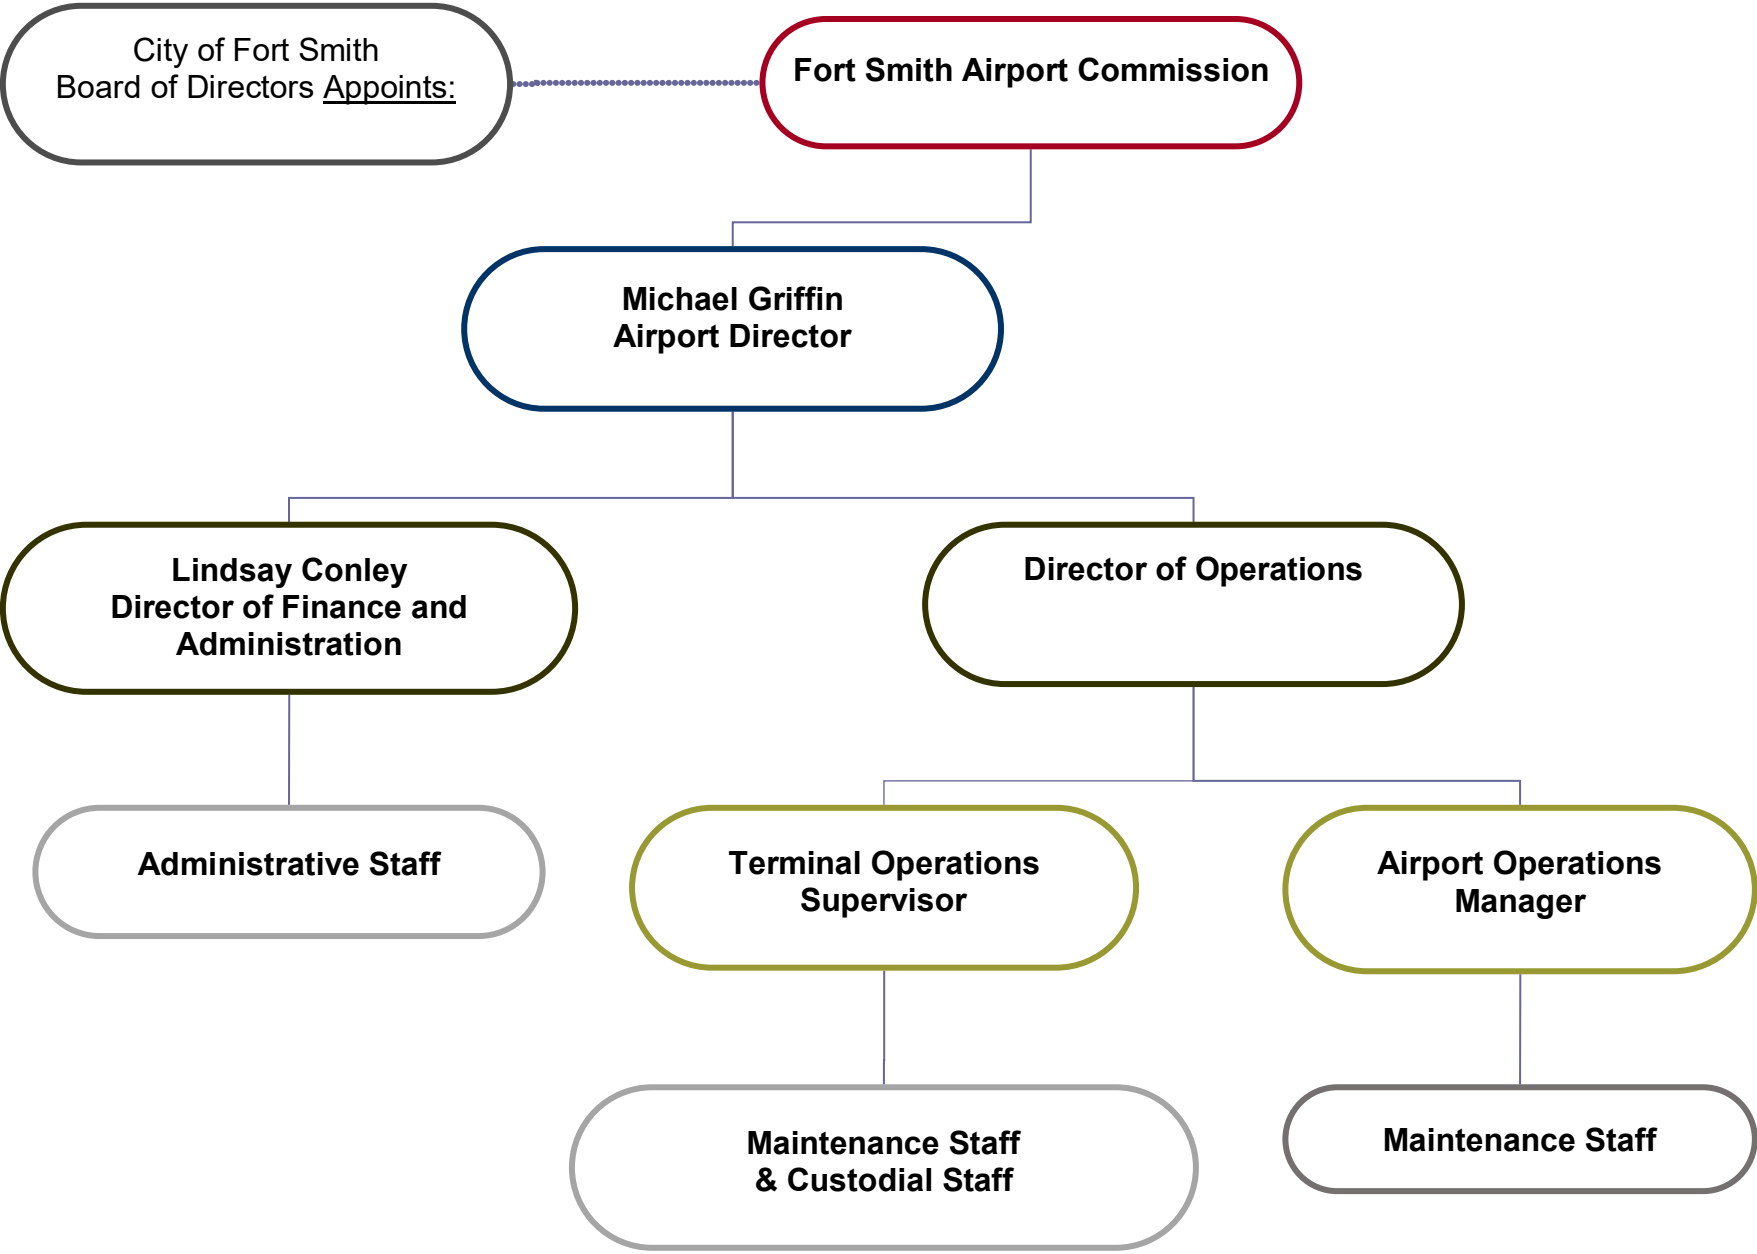 City of Fort Smith
Board of Directors Appoints:
Fort Smith Airport Commission
Michael Griffin
Airport Director
Lindsay Conley
Director of Finance and
Administration
Director of Operations
Administrative Staff
Terminal Operations
Supervisor
Airport Operations
Manager
Maintenance Staff
& Custodial Staff
Maintenance Staff